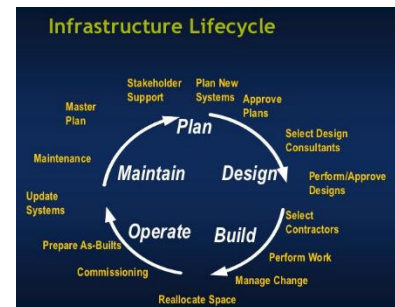 Infrastructure Lifecycle
Stakeholder
Support
Plan New
Systems
Approve
Plans
Master
Plan
Plan
Select Design
Consultants
Maintenance
Maintain
Design
Perform/Approve
Designs
Update
Systems
Select
Contractors
Operate
Build
Prepare As-Builts
Perform Work
Commissioning
Manage Change
Reallocate Space